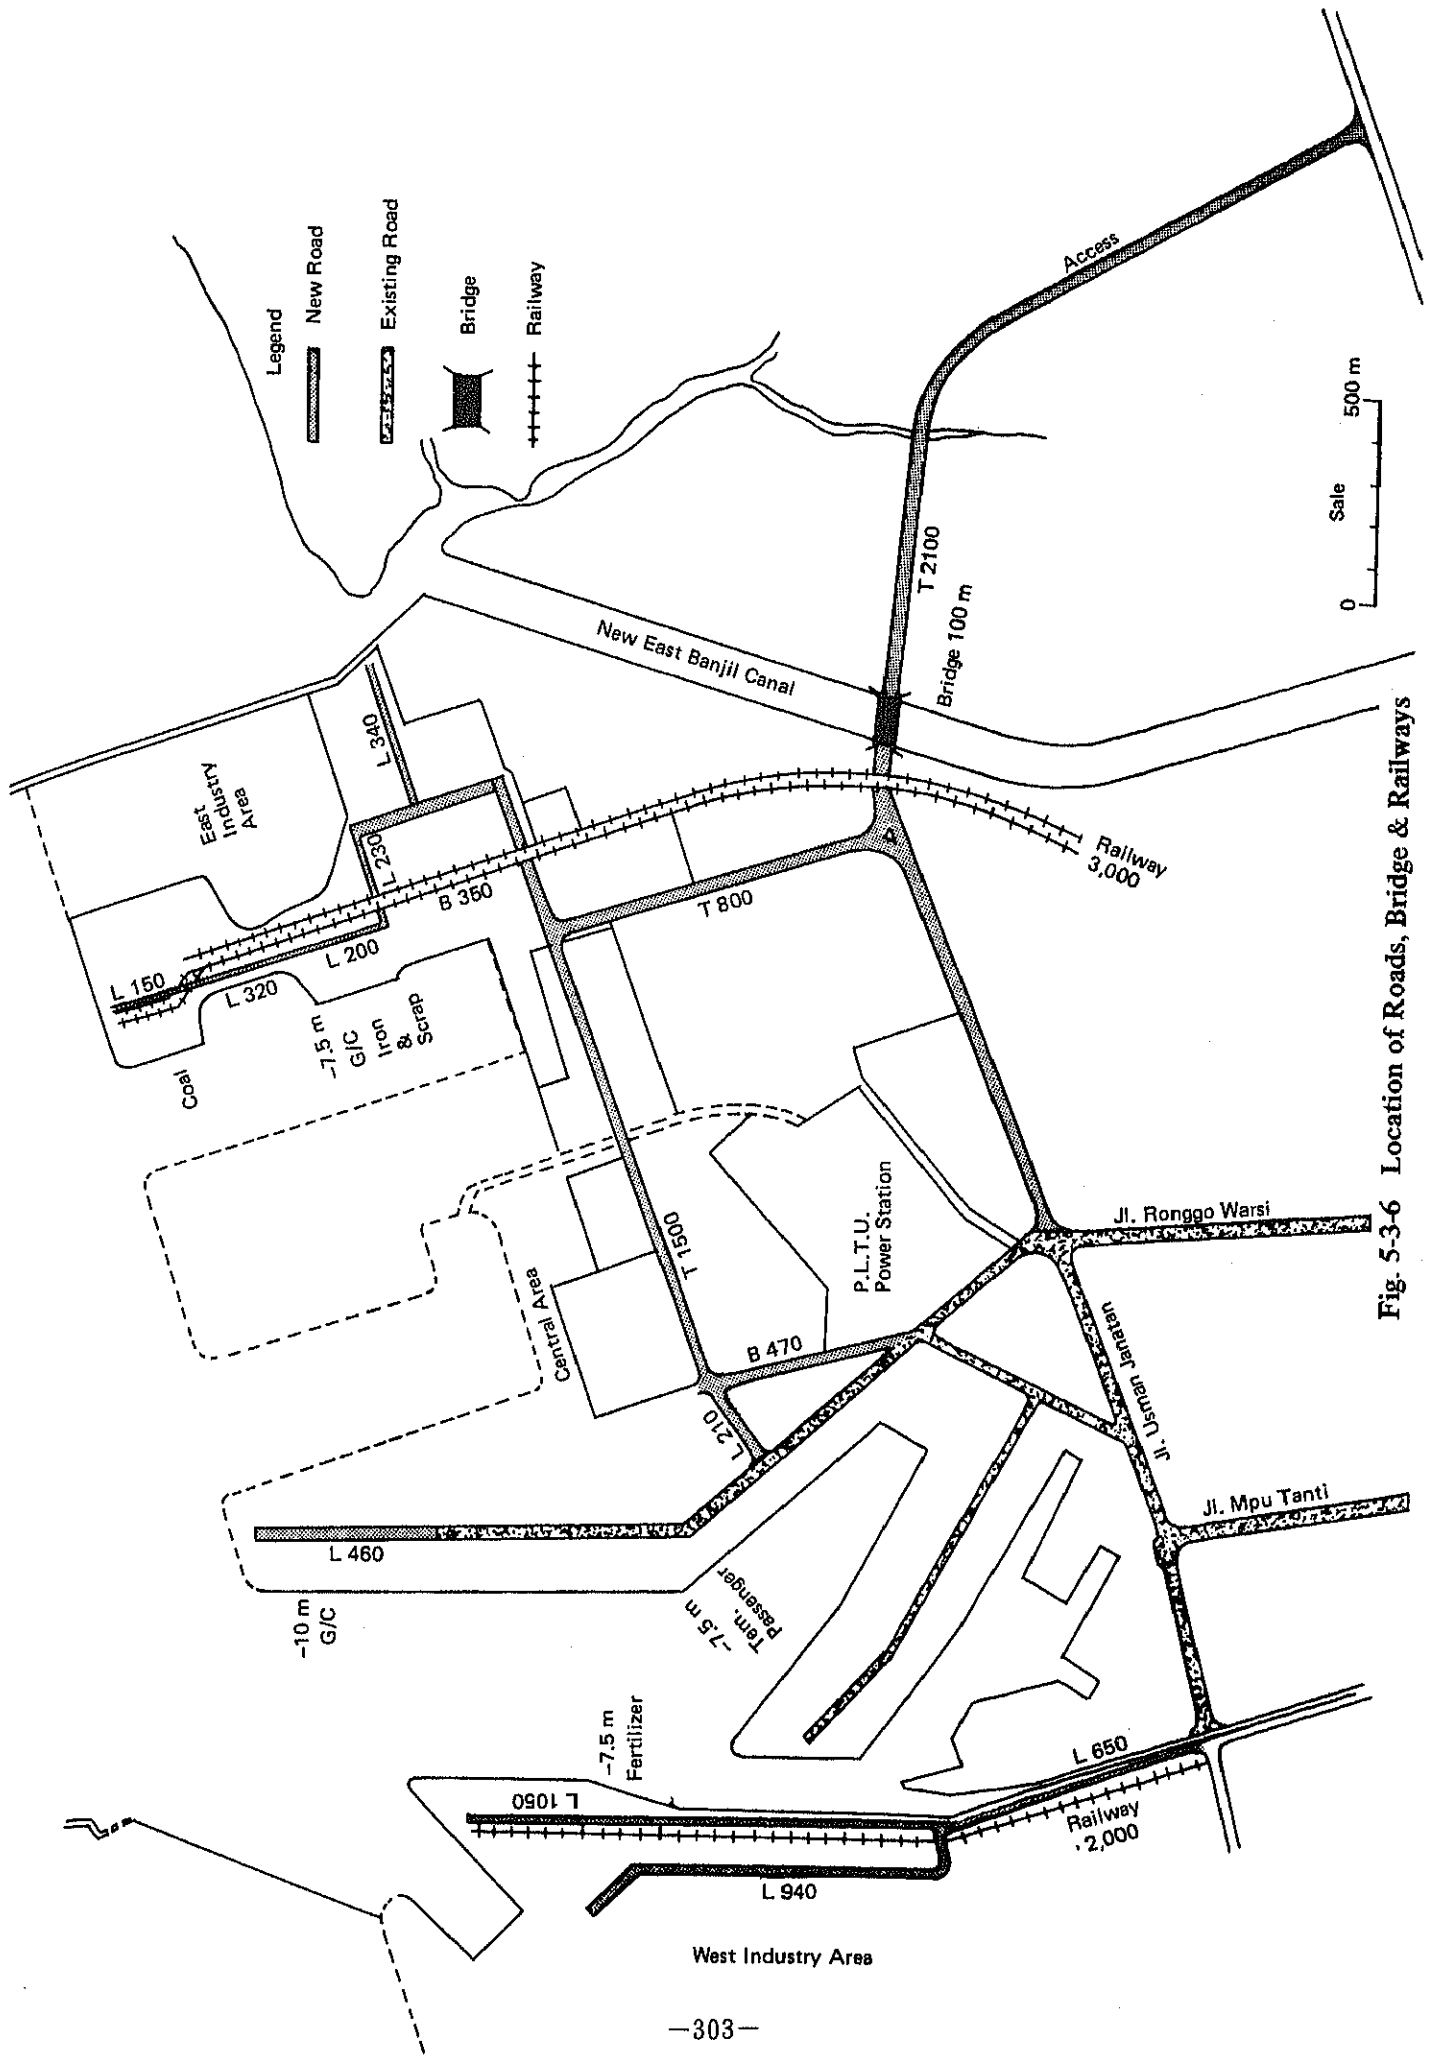 Legend
New Road
Existing Road
Bridge
Railway
East
Industry
Area
L 340
L 230
B 350
L 150
L 200
L 320
-7.5 m
G/C
Iron
&
Scrap
Coal
New East Banjil Canal
Access
T 2100
Bridge 100 m
Sale
0
500 m
Railway
3,000
T 800
T 1500
Central Area
P.L.T.U.
Power Station
B 470
L 210
L 460
-10 m
G/C
-7.5 m
Tem.
Passenger
Jl. Ronggo Warsi
Jl. Usman Janatan
Jl. Mpu Tanti
-7.5 m
Fertilizer
L 1050
L 650
Railway
2,000
L 940
West Industry Area
Fig. 5-3-6 Location of Roads, Bridge & Railways
—303—